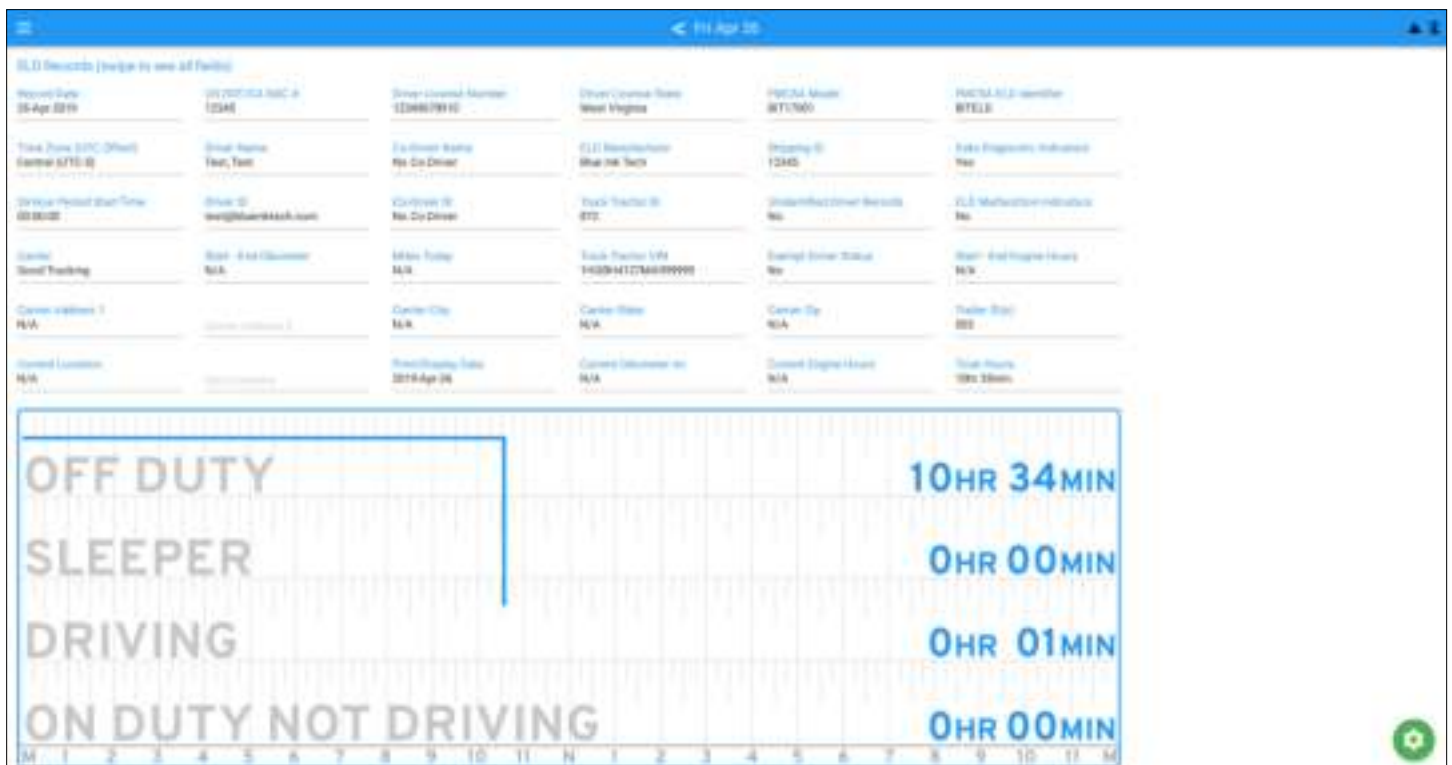 < Fri Apr 26
ELD Records (swipe to see all fields)
Record Date
US DOT/CA NSC #
Driver License Number
Driver License State
FMCSA Model
FMCSA ELD Identifier
26-Apr-2019
12345
West Virginia
BIT17001
BITELD
Time Zone (UTC Offset)
Driver Name
Co-Driver Name
ELD Manufacturer
Shipping ID
Data Diagnostic Indicators
Test, Test
No Co-Driver
Blue Ink Tech
12345
Yes
24-Hour Period Start Time
Driver ID
Co-Driver ID
Truck Tractor ID
Unidentified Driver Records
ELD Malfunction Indicators
00:00:00
No Co-Driver
No
No
Carrier
Start - End Odometer
Miles Today
Truck Tractor VIN
Exempt Driver Status
Start - End Engine Hours
Good Trucking
N/A
N/A
No
N/A
Carrier Address 1
Carrier Address 2
Carrier City
Carrier State
Carrier Zip
Trailer ID(s)
N/A
N/A
N/A
N/A
Current Location
Print/Display Date
Current Engine Hours
Total Hours
N/A
2019-Apr-26
N/A
N/A
OFF DUTY 10HR 34MIN
SLEEPER 0HR 00MIN
DRIVING 0HR 01MIN
ON DUTY NOT DRIVING 0HR 00MIN
M 1 2 3 4 5 6 7 8 9 10 11 N 1 2 3 4 5 6 7 8 9 10 11 M